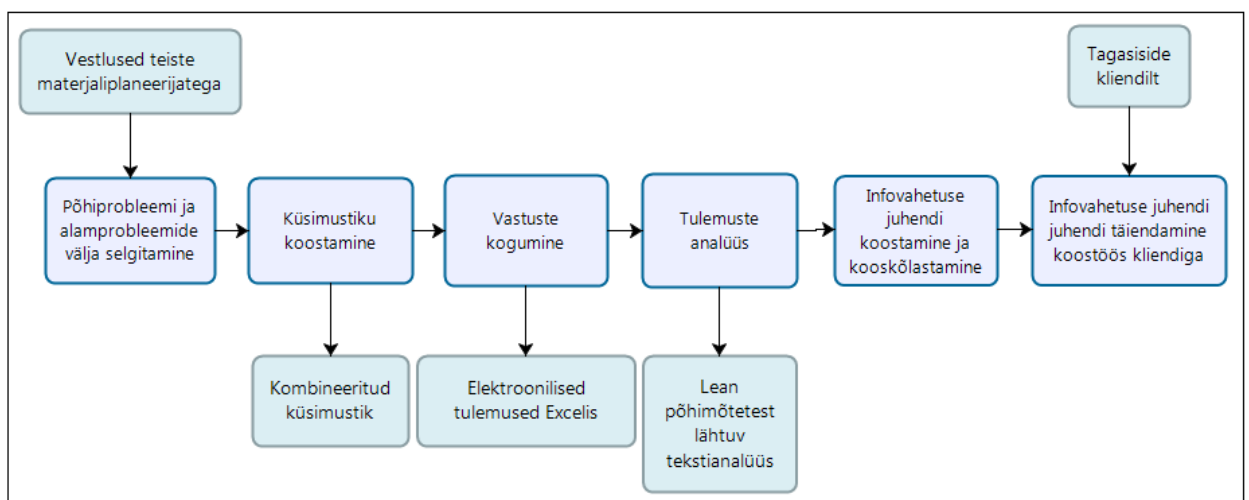 Vestlused teiste
materjaliplaneerijatega
Tagasiside
kliendilt
Põhiprobleemi ja
alamprobleemide
välja selgitamine
Küsimustiku
koostamine
Vastuste
kogumine
Tulemuste
analüüs
Infovahetuse
juhendi
koostamine ja
kooskõlastamine
Infovahetuse juhendi
juhendi täiendamine
koostöös kliendiga
Kombineeritud
küsimustik
Elektroonilised
tulemused Excelis
Lean
põhimõtetest
lähtuv
tekstianalüüs